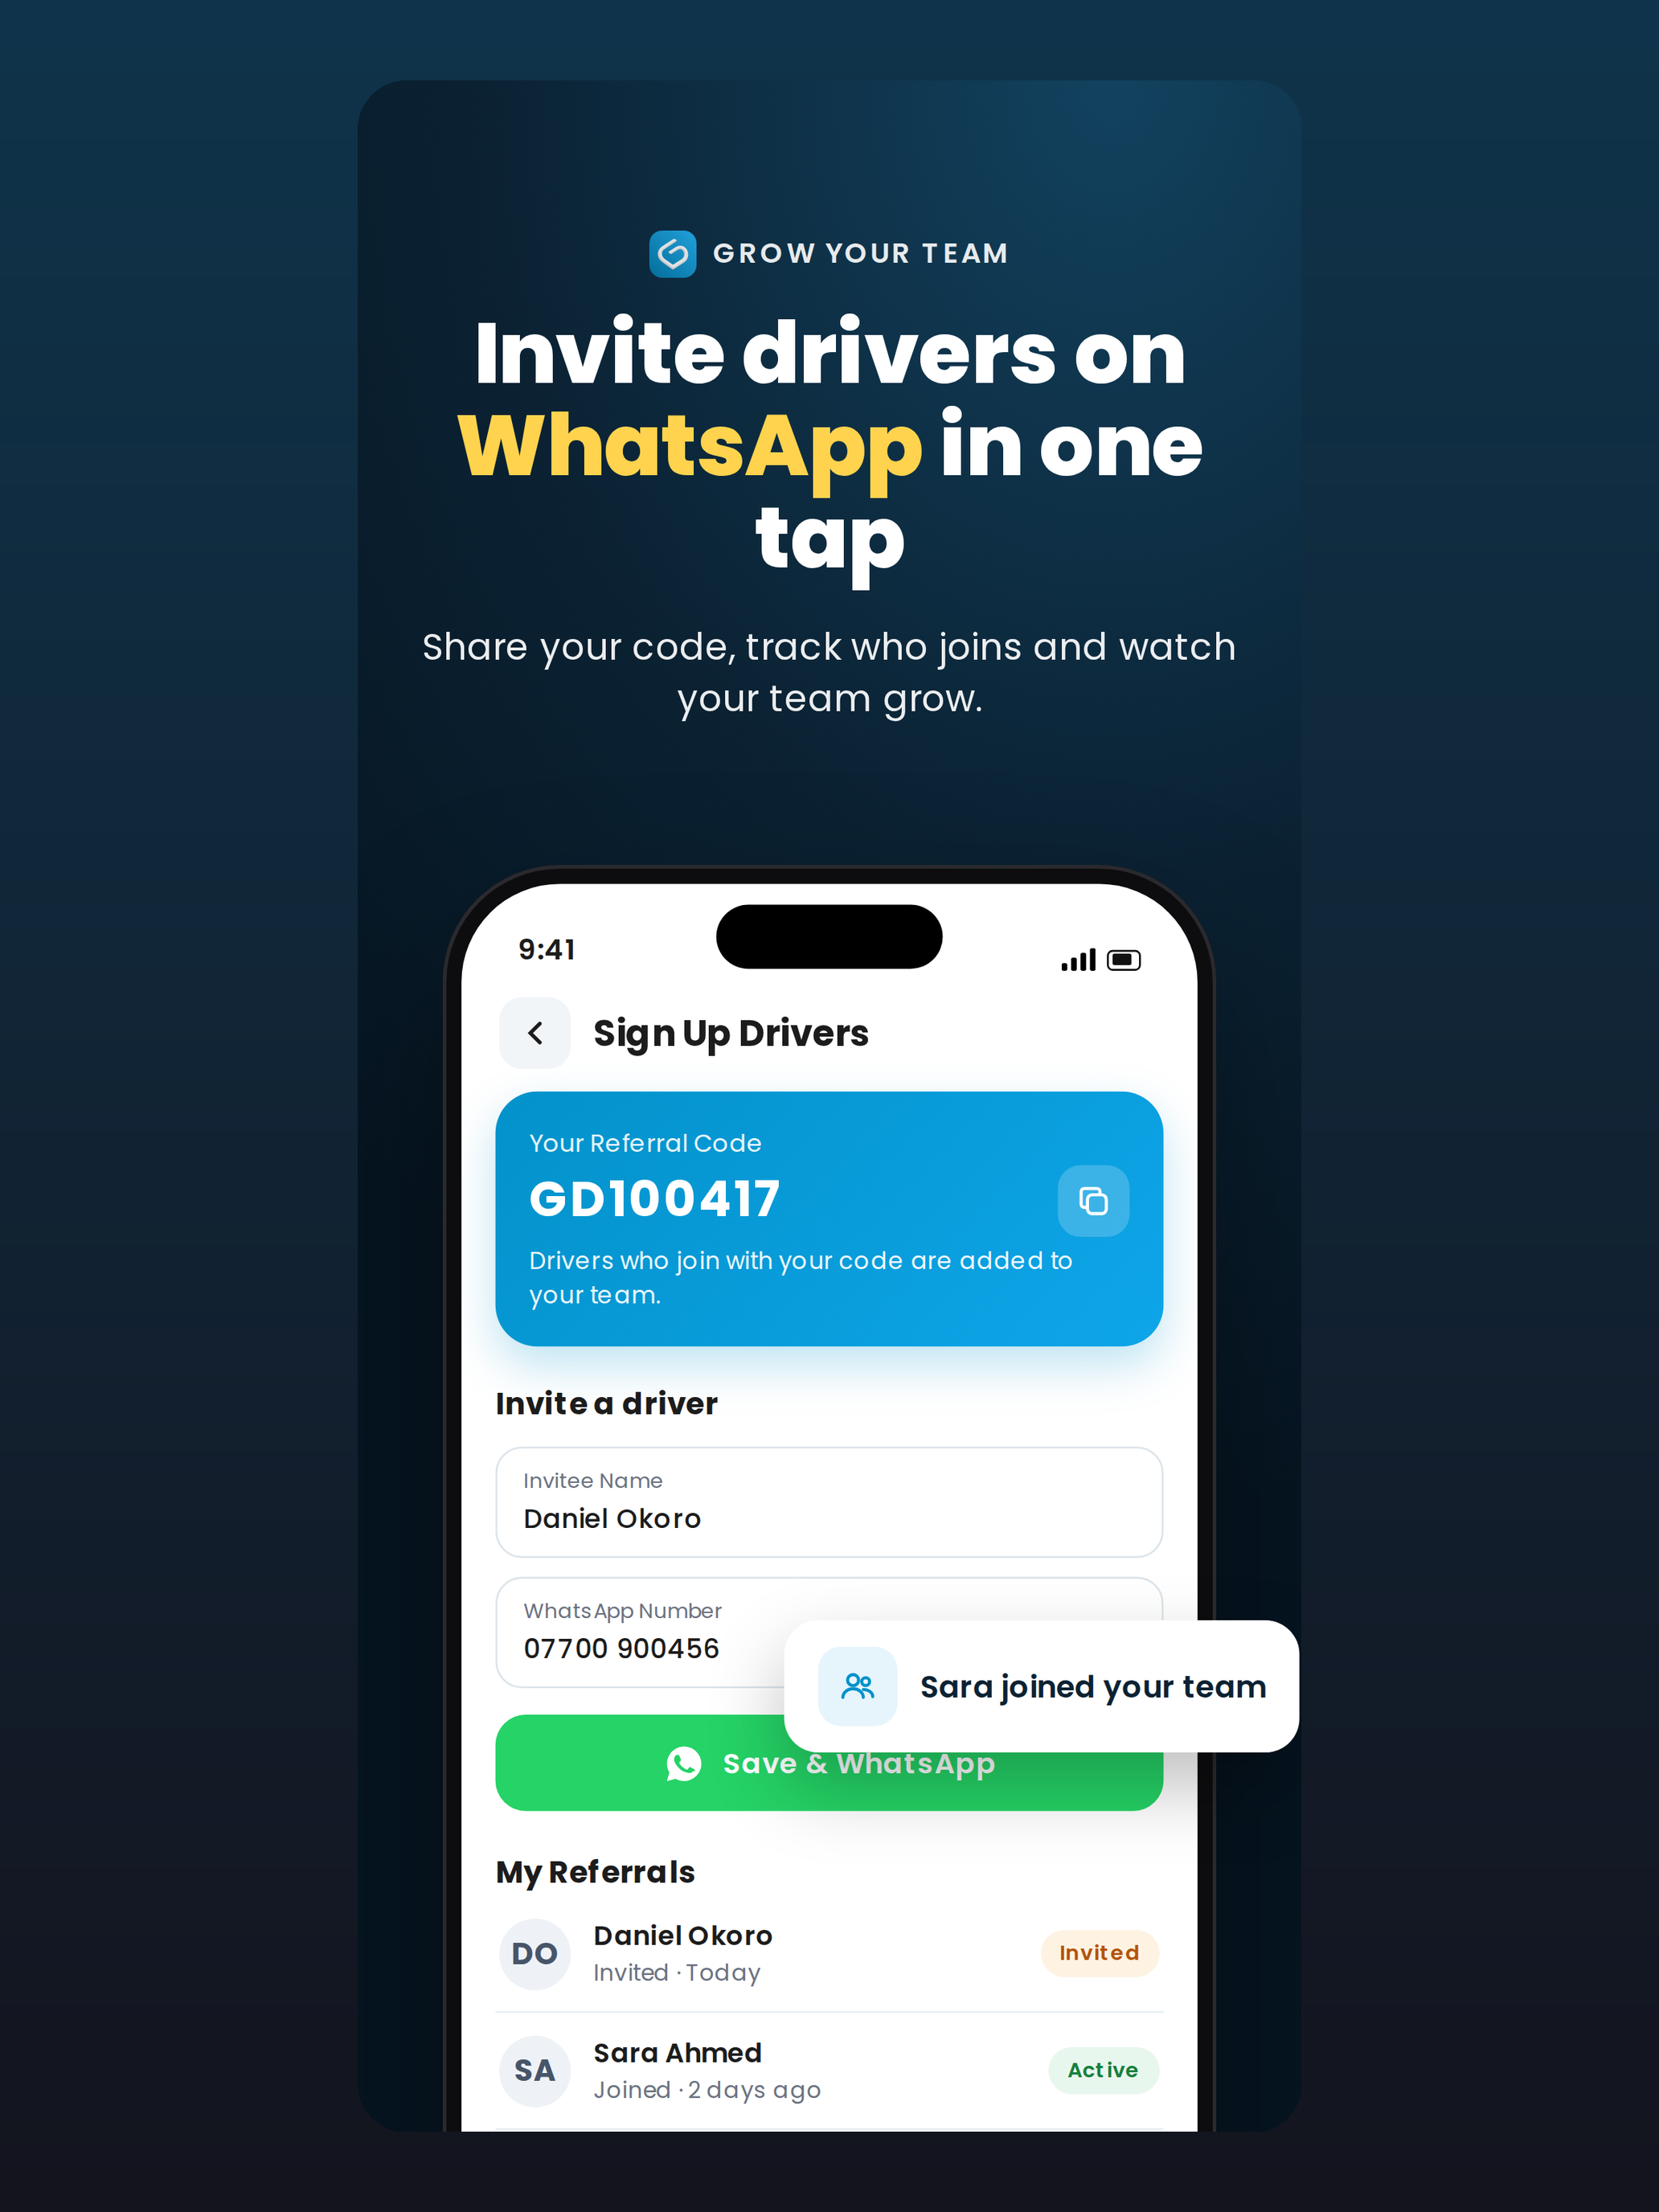 GROW YOUR TEAM
Invite drivers on
WhatsApp in one
tap
Share your code, track who joins and watch
your team grow.
9:41
Sign Up Drivers
Your Referral Code
GD100417
Drivers who join with your code are added to
your team.
Invite a driver
Invitee Name
Daniel Okoro
WhatsApp Number
07700 900456
Sara joined your team
Save & WhatsApp
My Referrals
DO
Daniel Okoro
Invited · Today
Invited
SA
Sara Ahmed
Joined · 2 days ago
Active